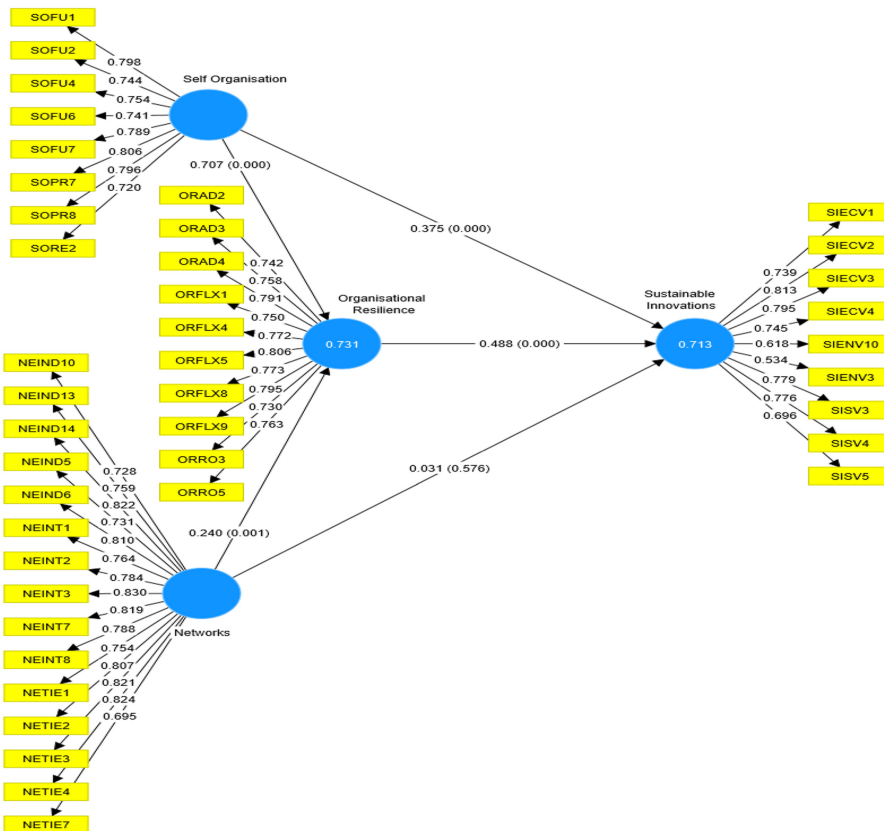 SOFU1
SOFU2
SOFU4
SOFU6
SOFU7
SOPR7
SOPR8
SORE2
0.798
0.744
0.754
0.741
0.789
0.806
0.796
0.720
Self Organisation
0.707 (0.000)
0.375 (0.000)
ORAD2
ORAD3
ORAD4
ORFLX1
ORFLX4
ORFLX5
ORFLX8
ORFLX9
ORRO3
ORRO5
0.742
0.758
0.791
0.750
0.772
0.806
0.773
0.795
0.730
0.763
Organisational
Resilience
0.731
0.488 (0.000)
Sustainable
Innovations
0.713
SIECV1
SIECV2
SIECV3
SIECV4
SIENV10
SIENV3
SISV3
SISV4
SISV5
0.739
0.813
0.795
0.745
0.618
0.534
0.779
0.776
0.696
0.031 (0.576)
0.240 (0.001)
NEIND10
NEIND13
NEIND14
NEIND5
NEIND6
NEINT1
NEINT2
NEINT3
NEINT7
NEINT8
NETIE1
NETIE2
NETIE3
NETIE4
NETIE7
0.728
0.759
0.822
0.731
0.810
0.764
0.784
0.830
0.819
0.788
0.754
0.807
0.821
0.824
0.695
Networks